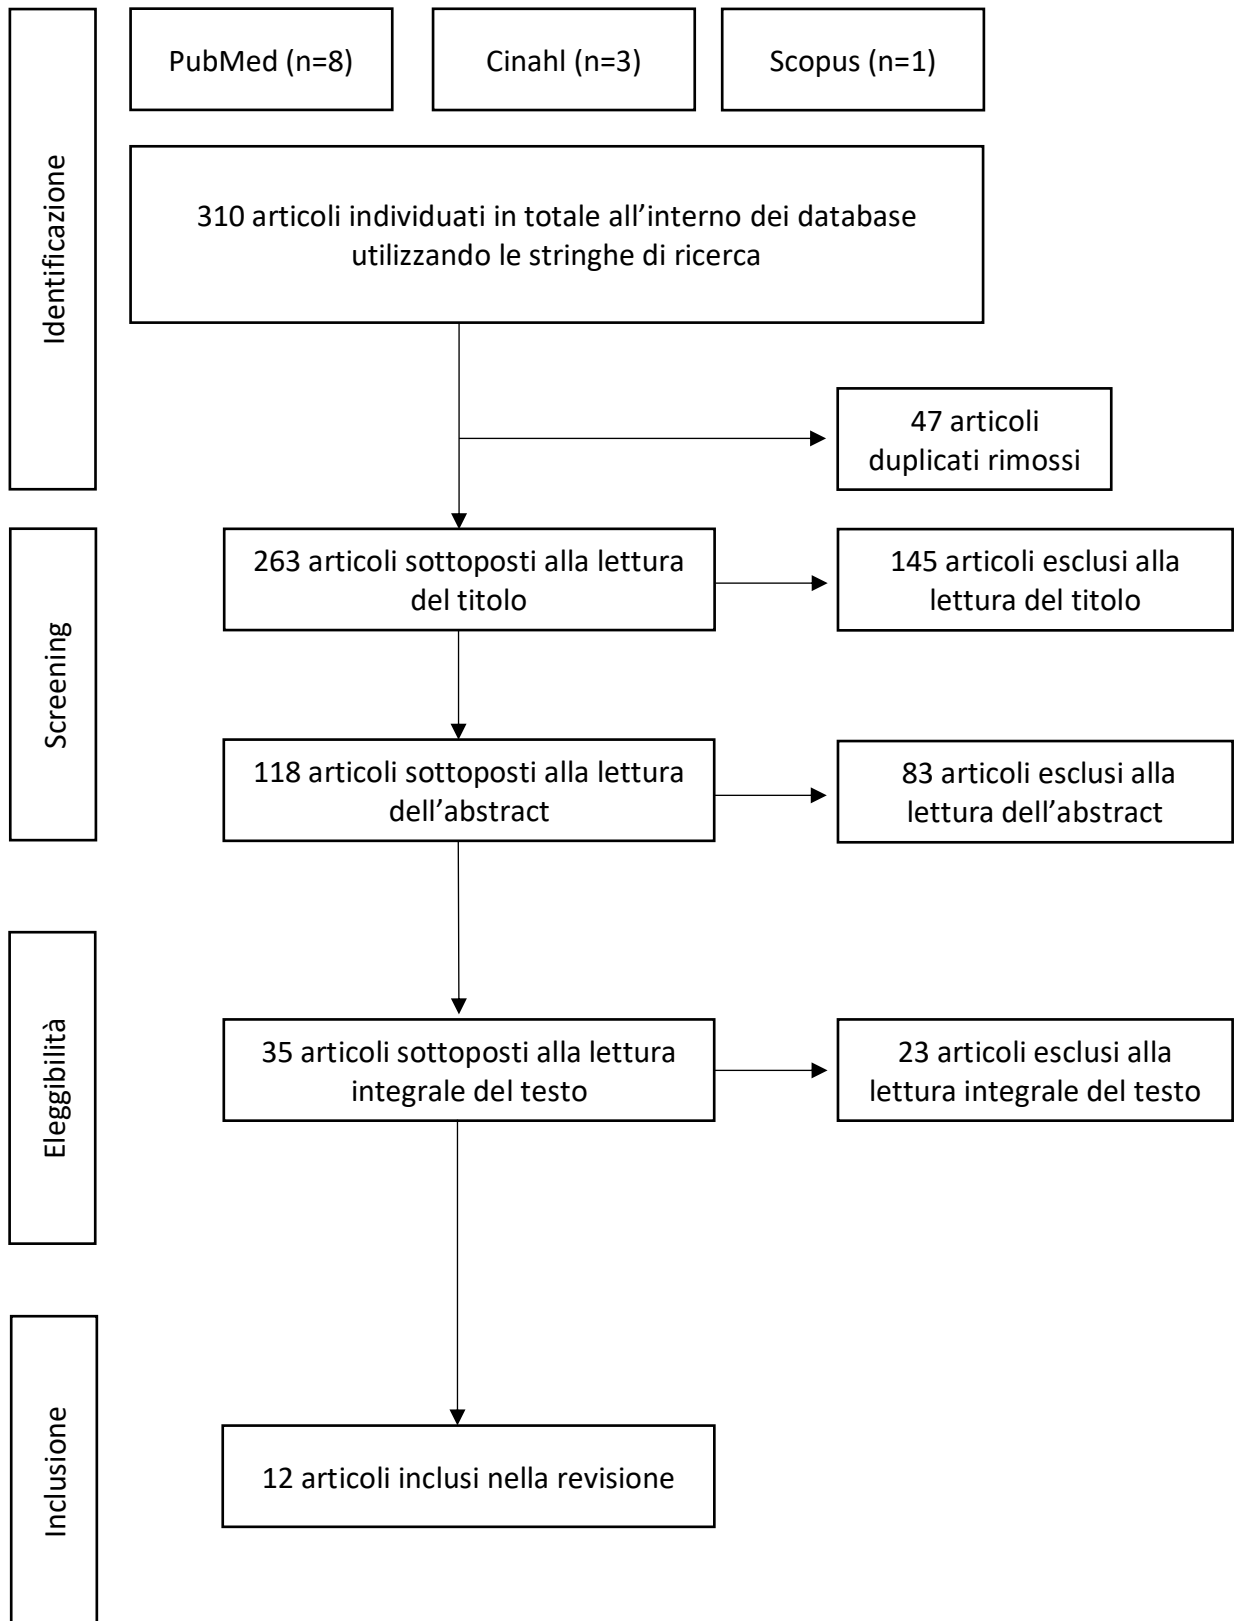 Identificazione
PubMed (n=8)
Cinahl (n=3)
Scopus (n=1)
310 articoli individuati in totale all’interno dei database
utilizzando le stringhe di ricerca
47 articoli
duplicati rimossi
Screening
263 articoli sottoposti alla lettura
del titolo
145 articoli esclusi alla
lettura del titolo
118 articoli sottoposti alla lettura
dell’abstract
83 articoli esclusi alla
lettura dell’abstract
Eleggibilità
35 articoli sottoposti alla lettura
integrale del testo
23 articoli esclusi alla
lettura integrale del testo
Inclusione
12 articoli inclusi nella revisione